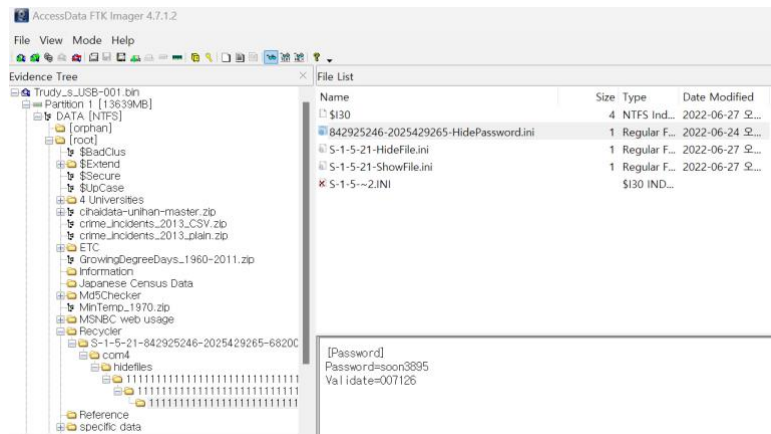 AccessData FTK Imager 4.7.1.2
File View Mode Help
Evidence Tree
Trudy_s_USB-001.bin
Partition 1 [13639MB]
DATA [NTFS]
[orphan]
[root]
$BadClus
$Extend
$Secure
$UpCase
4 Universities
cihaidata-unihan-master.zip
crime_incidents_2013_CSV.zip
crime_incidents_2013_plain.zip
ETC
GrowingDegreeDays_1960-2011.zip
Information
Japanese Census Data
Md5Checker
MinTemp_1970.zip
MSNBC web usage
Recycler
S-1-5-21-842925246-2025429265-68200
com4
hidefiles
Reference
specific data
File List
Name Size Type Date Modified
$I30 4 NTFS Ind... 2022-06-27 오...
842925246-2025429265-HidePassword.ini 1 Regular F... 2022-06-24 오...
S-1-5-21-HideFile.ini 1 Regular F... 2022-06-27 오...
S-1-5-21-ShowFile.ini 1 Regular F... 2022-06-27 오...
S-1-5-~2.INI $I30 IND...
[Password]
Password=soon3895
Validate=007126